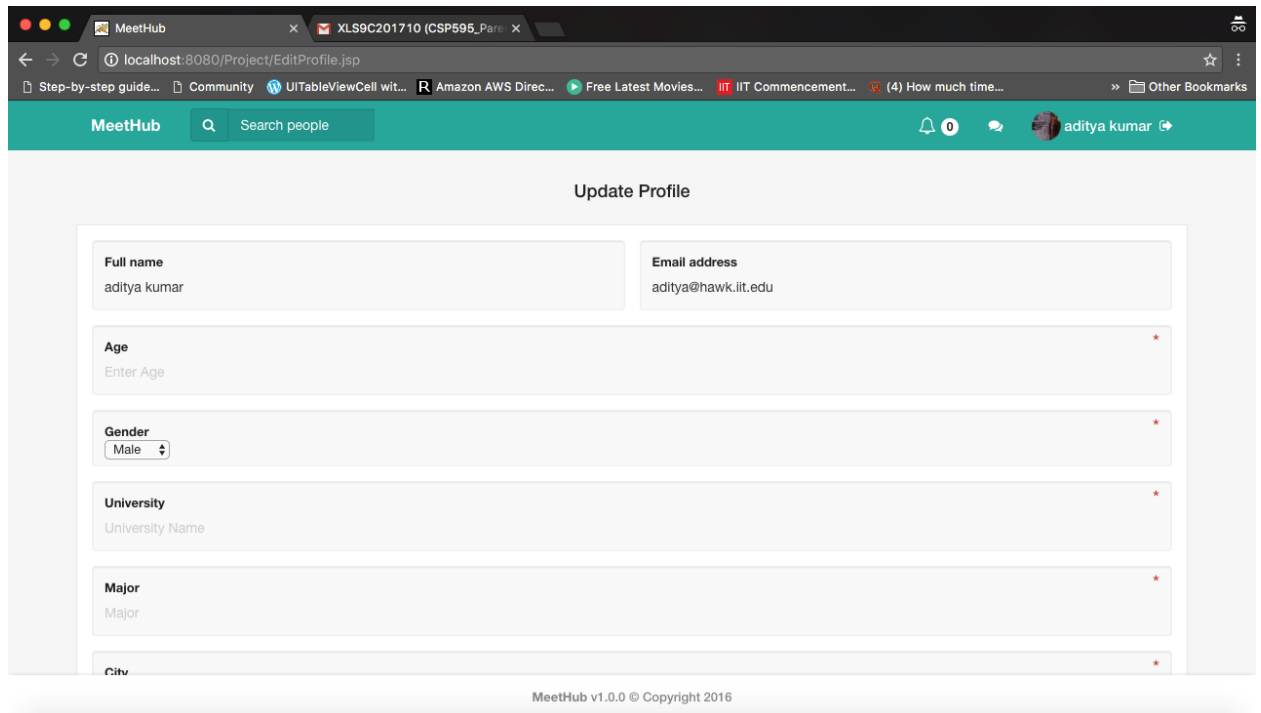 MeetHub
XLS9C201710 (CSP595_Pare
localhost:8080/Project/EditProfile.jsp
Step-by-step guide... Community UITableViewCell wit... R Amazon AWS Direc... Free Latest Movies... IIT IIT Commencement... (4) How much time... » Other Bookmarks
MeetHub Search people 0 aditya kumar
Update Profile
Full name
aditya kumar
Email address
aditya@hawk.iit.edu
Age *
Enter Age
Gender *
Male
University *
University Name
Major *
Major
City *
MeetHub v1.0.0 © Copyright 2016